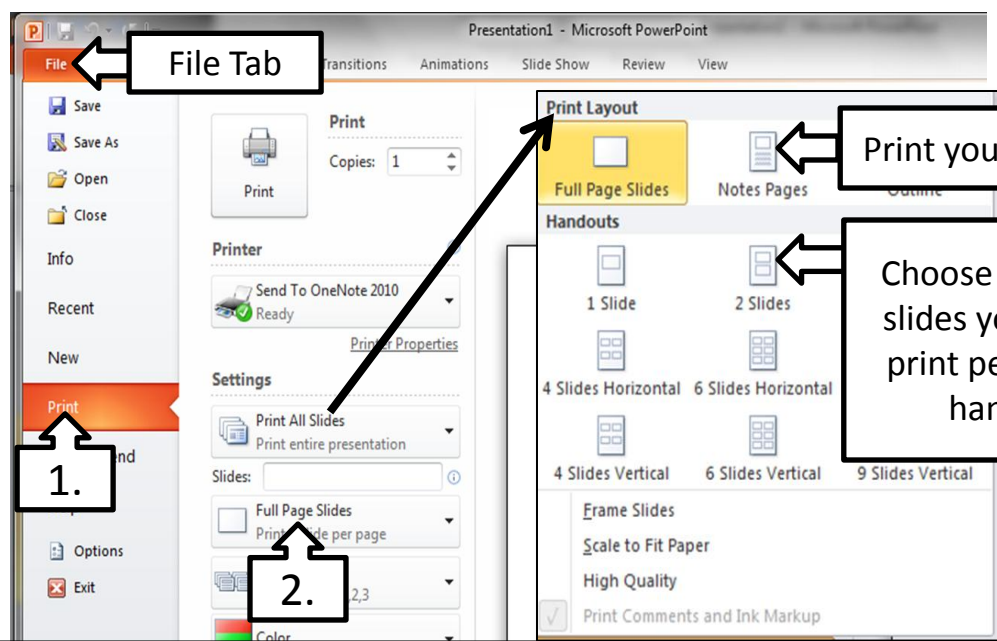 Presentation1 - Microsoft PowerPoint
File
File Tab
Transitions
Animations
Slide Show
Review
View
Save
Save As
Open
Close
Info
Recent
New
Print
1.
Options
Exit
Print
Print
Copies: 1
Printer
Send To OneNote 2010
Ready
Printer Properties
Settings
Print All Slides
Print entire presentation
Slides:
Full Page Slides
per page
2.
Color
Print Layout
Full Page Slides
Notes Pages
Outline
Print you
Handouts
1 Slide
2 Slides
Choose
slides
print
4 Slides Horizontal
6 Slides Horizontal
4 Slides Vertical
6 Slides Vertical
9 Slides Vertical
Frame Slides
Scale to Fit Paper
High Quality
Print Comments and Ink Markup